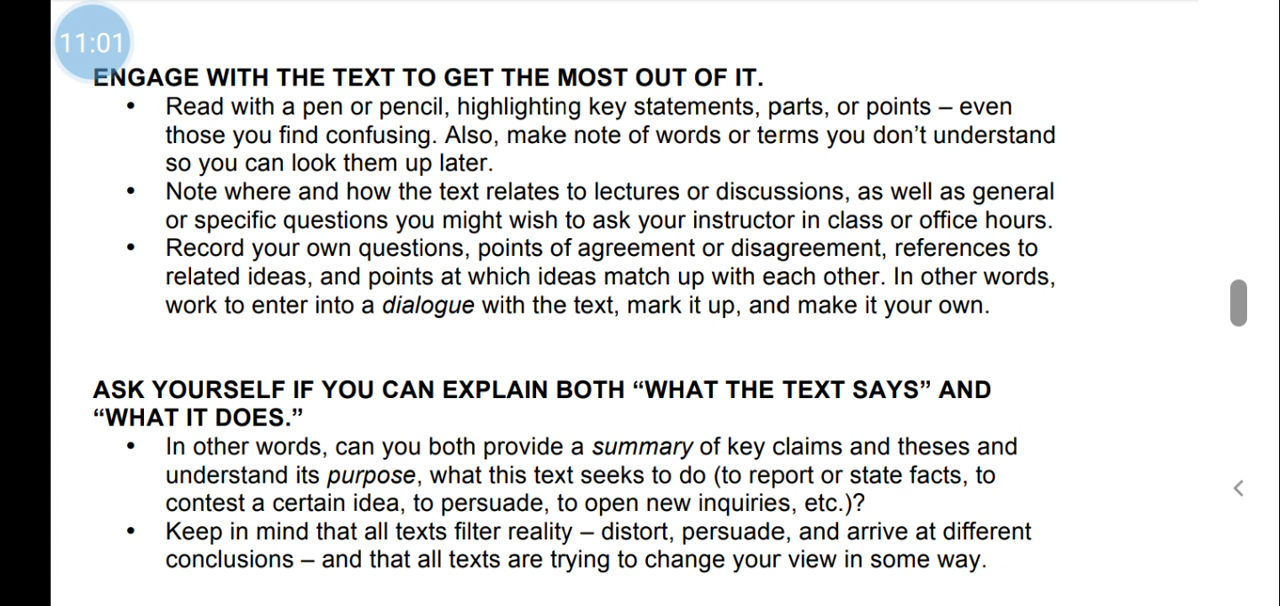 11:01
ENGAGE WITH THE TEXT TO GET THE MOST OUT OF IT.
• Read with a pen or pencil, highlighting key statements, parts, or points – even
those you find confusing. Also, make note of words or terms you don’t understand
so you can look them up later.
• Note where and how the text relates to lectures or discussions, as well as general
or specific questions you might wish to ask your instructor in class or office hours.
• Record your own questions, points of agreement or disagreement, references to
related ideas, and points at which ideas match up with each other. In other words,
work to enter into a dialogue with the text, mark it up, and make it your own.
ASK YOURSELF IF YOU CAN EXPLAIN BOTH “WHAT THE TEXT SAYS” AND
“WHAT IT DOES.”
• In other words, can you both provide a summary of key claims and theses and
understand its purpose, what this text seeks to do (to report or state facts, to
contest a certain idea, to persuade, to open new inquiries, etc.)?
• Keep in mind that all texts filter reality – distort, persuade, and arrive at different
conclusions – and that all texts are trying to change your view in some way.